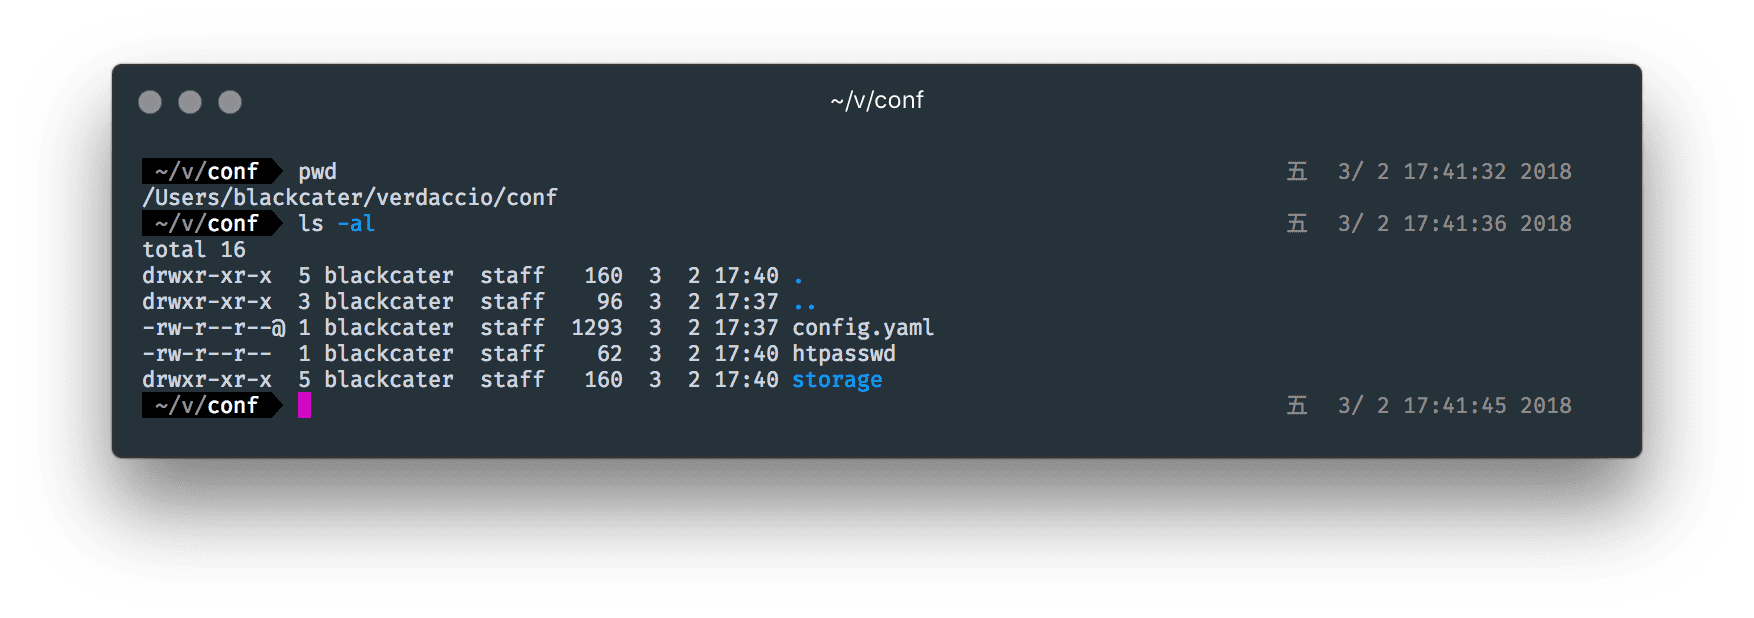 ~/v/conf
~/v/conf pwd 五 3/ 2 17:41:32 2018
/Users/blackcater/verdaccio/conf
~/v/conf ls -al 五 3/ 2 17:41:36 2018
total 16
drwxr-xr-x 5 blackcater staff 160 3 2 17:40 .
drwxr-xr-x 3 blackcater staff 96 3 2 17:37 ..
-rw-r--r--@ 1 blackcater staff 1293 3 2 17:37 config.yaml
-rw-r--r-- 1 blackcater staff 62 3 2 17:40 htpasswd
drwxr-xr-x 5 blackcater staff 160 3 2 17:40 storage
~/v/conf 五 3/ 2 17:41:45 2018